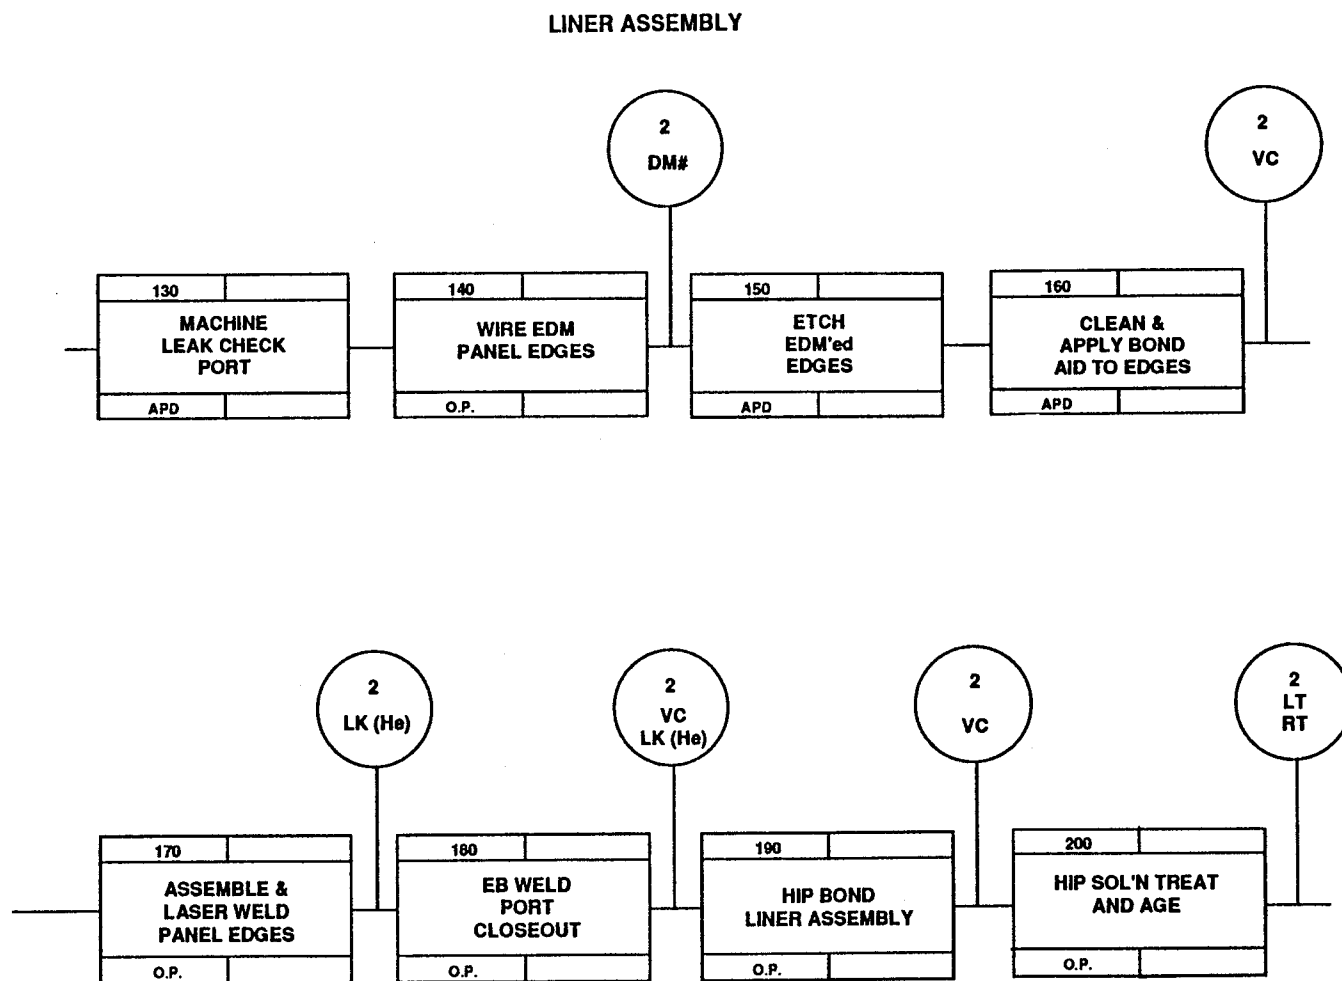 LINER ASSEMBLY
2
DM#
2
VC
130
MACHINE
LEAK CHECK
PORT
APD
140
WIRE EDM
PANEL EDGES
O.P.
150
ETCH
EDM'ed
EDGES
APD
160
CLEAN &
APPLY BOND
AID TO EDGES
APD
2
LK (He)
2
VC
LK (He)
2
VC
2
LT
RT
170
ASSEMBLE &
LASER WELD
PANEL EDGES
O.P.
180
EB WELD
PORT
CLOSEOUT
O.P.
190
HIP BOND
LINER ASSEMBLY
O.P.
200
HIP SOL'N TREAT
AND AGE
O.P.